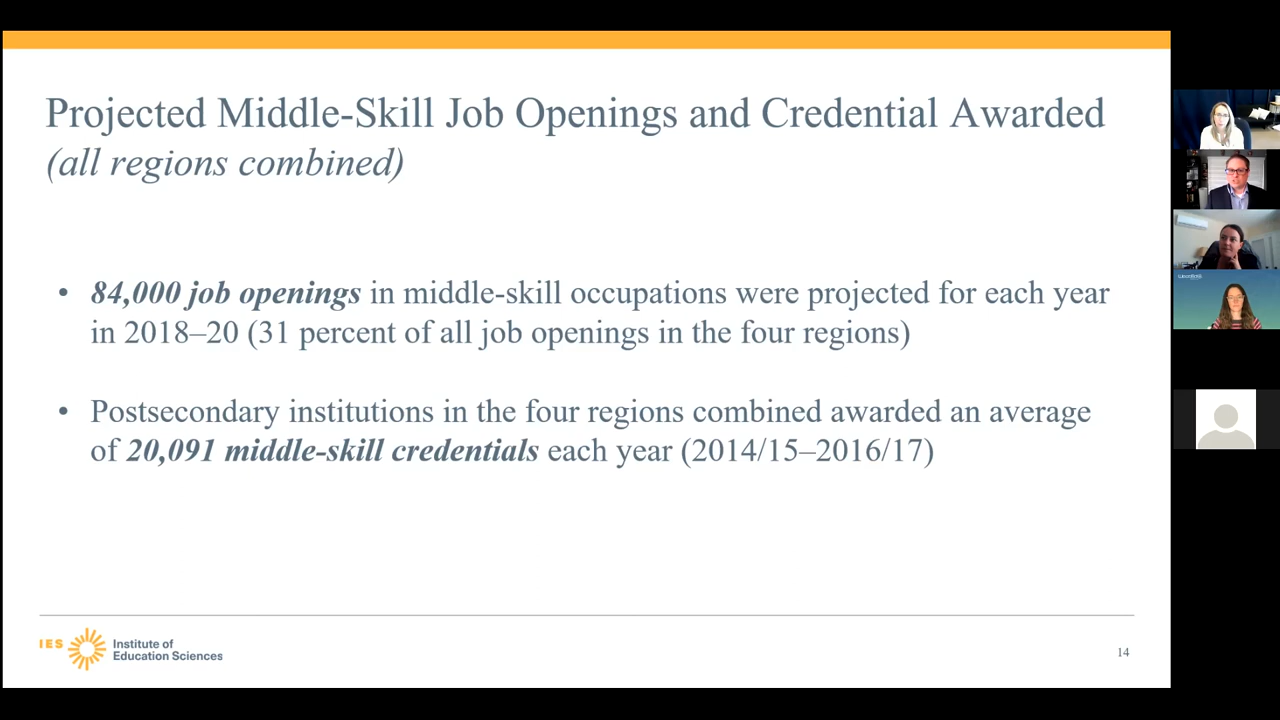 Projected Middle-Skill Job Openings and Credential Awarded
(all regions combined)
• 84,000 job openings in middle-skill occupations were projected for each year
in 2018–20 (31 percent of all job openings in the four regions)
• Postsecondary institutions in the four regions combined awarded an average
of 20,091 middle-skill credentials each year (2014/15–2016/17)
IES
Institute of
Education Sciences
14